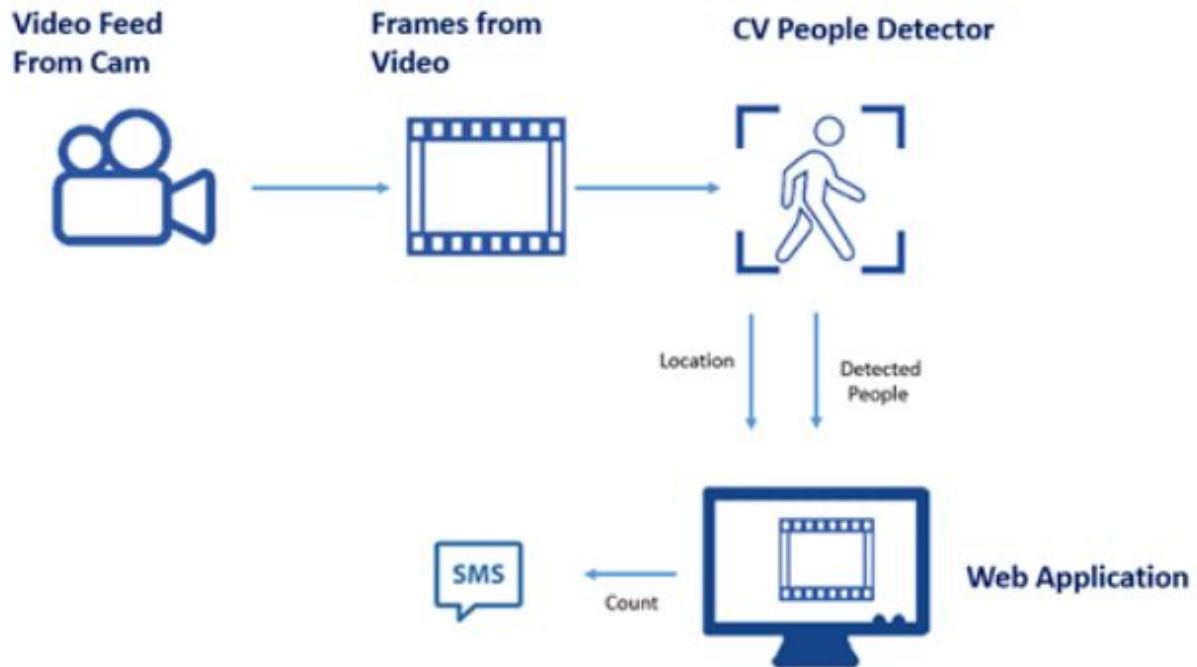 Video Feed
From Cam
Frames from
Video
CV People Detector
Location
Detected
People
SMS
Count
Web Application